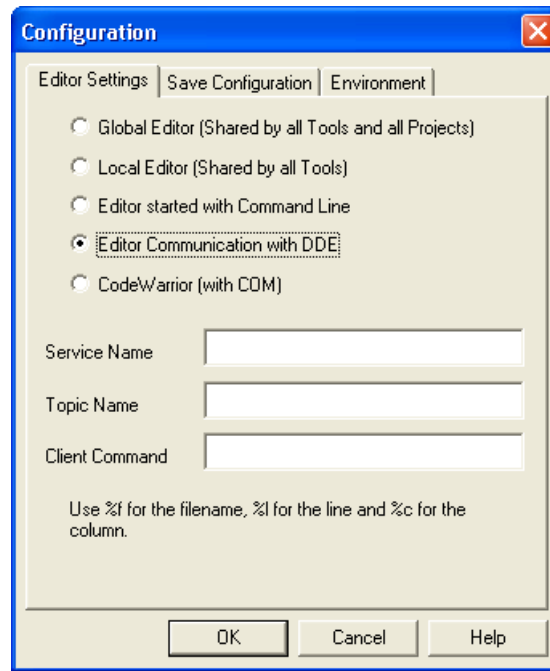 Configuration
Editor Settings Save Configuration Environment
Global Editor (Shared by all Tools and all Projects)
Local Editor (Shared by all Tools)
Editor started with Command Line
Editor Communication with DDE
CodeWarrior (with COM)
Service Name
Topic Name
Client Command
Use %f for the filename, %l for the line and %c for the
column.
OK Cancel Help